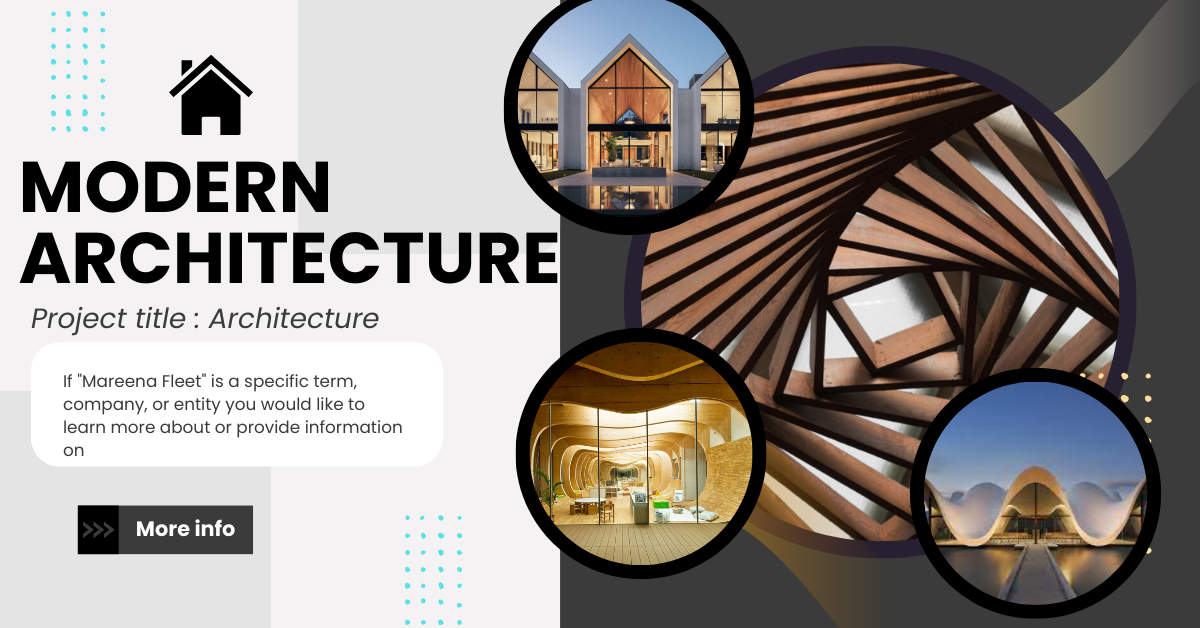 MODERN
ARCHITECTURE
Project title : Architecture
If "Mareena Fleet" is a specific term,
company, or entity you would like to
learn more about or provide information
on
More info